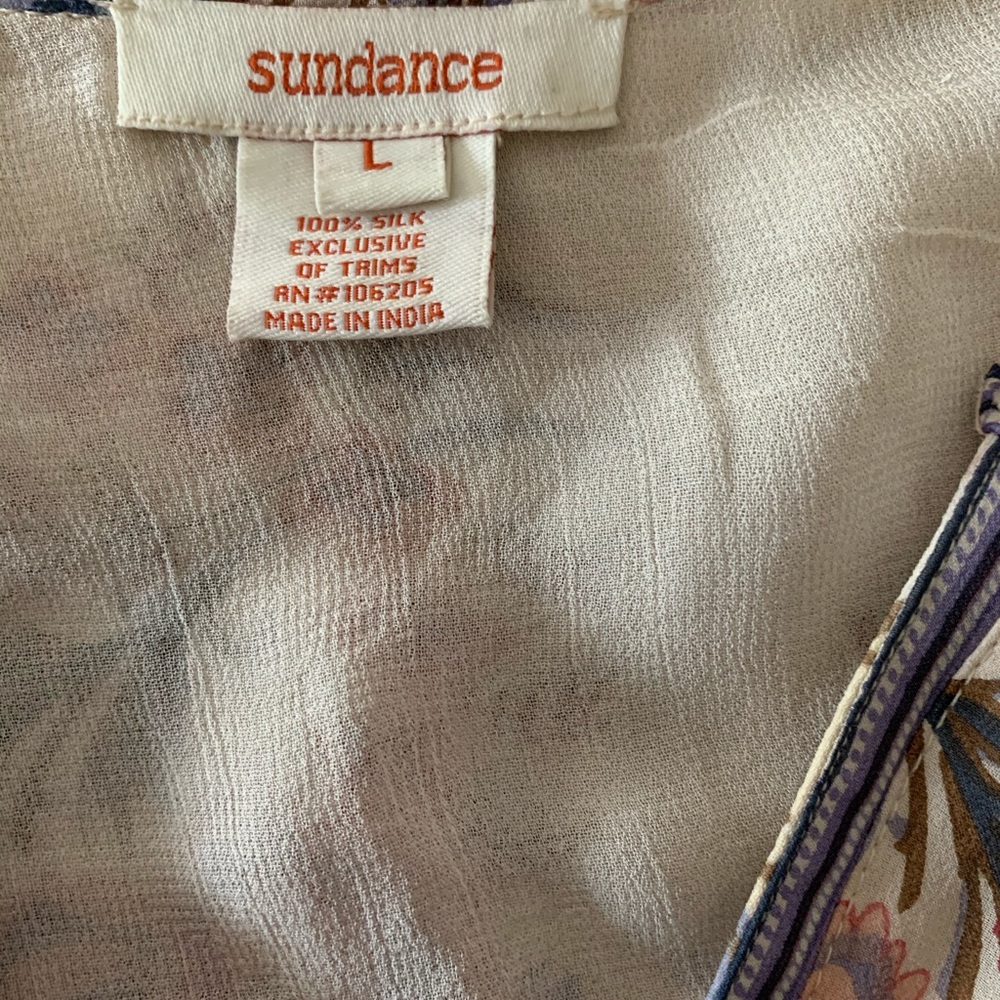 sundance
L
100% SILK
EXCLUSIVE
OF TRIMS
RN #106205
MADE IN INDIA